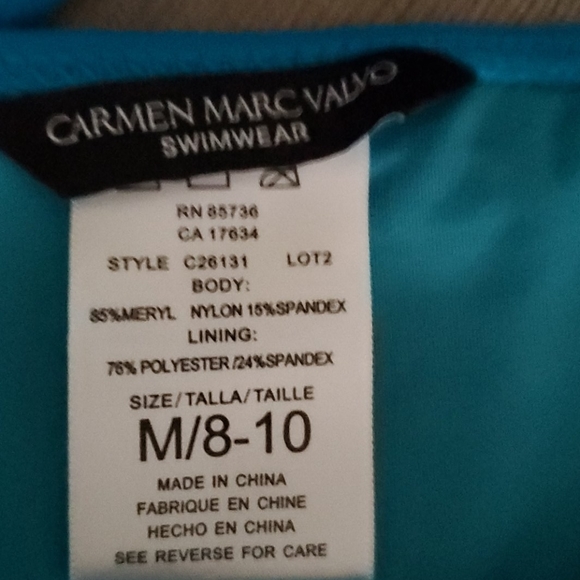 CARMEN MARC VALVO
SWIMWEAR
RN 85736
CA 17634
STYLE C26131 LOT2
BODY:
85%MERYL NYLON 15%SPANDEX
LINING:
76% POLYESTER/24%SPANDEX
SIZE/TALLA/TAILLE
M/8-10
MADE IN CHINA
FABRIQUE EN CHINE
HECHO EN CHINA
SEE REVERSE FOR CARE